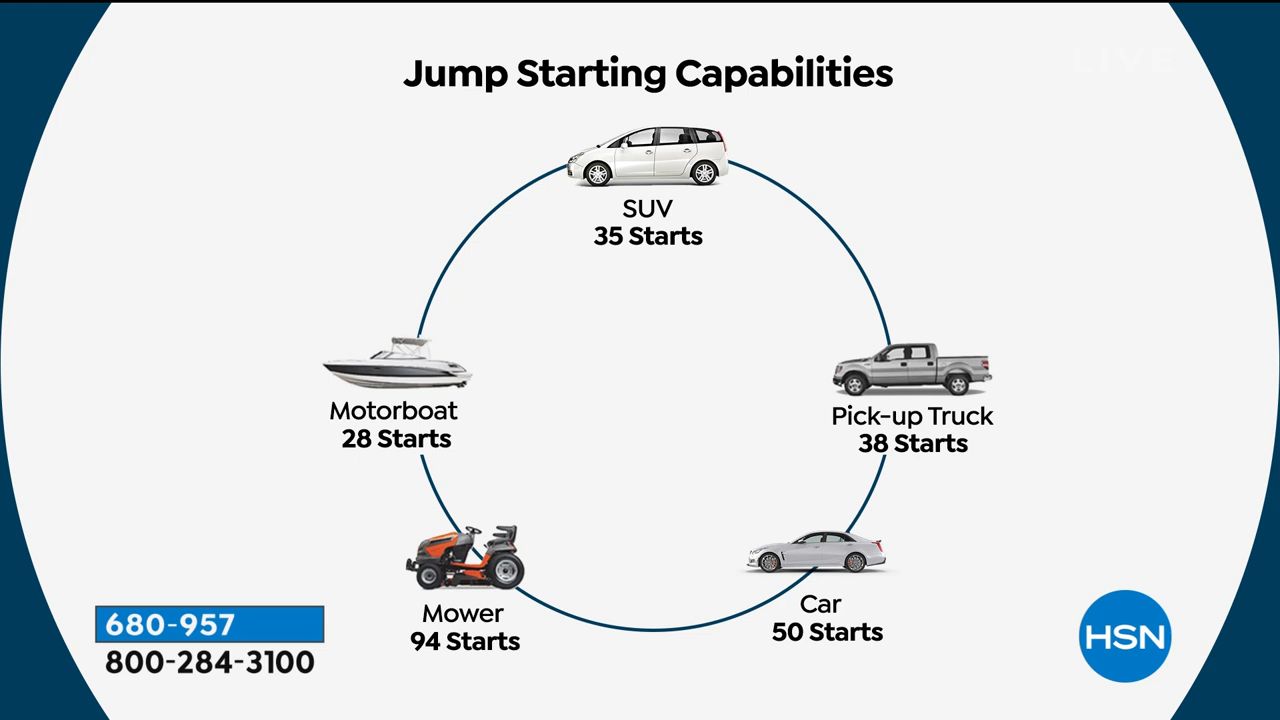 LIVE
Jump Starting Capabilities
SUV
35 Starts
Motorboat
28 Starts
Pick-up Truck
38 Starts
Mower
94 Starts
Car
50 Starts
680-957
800-284-3100
HSN